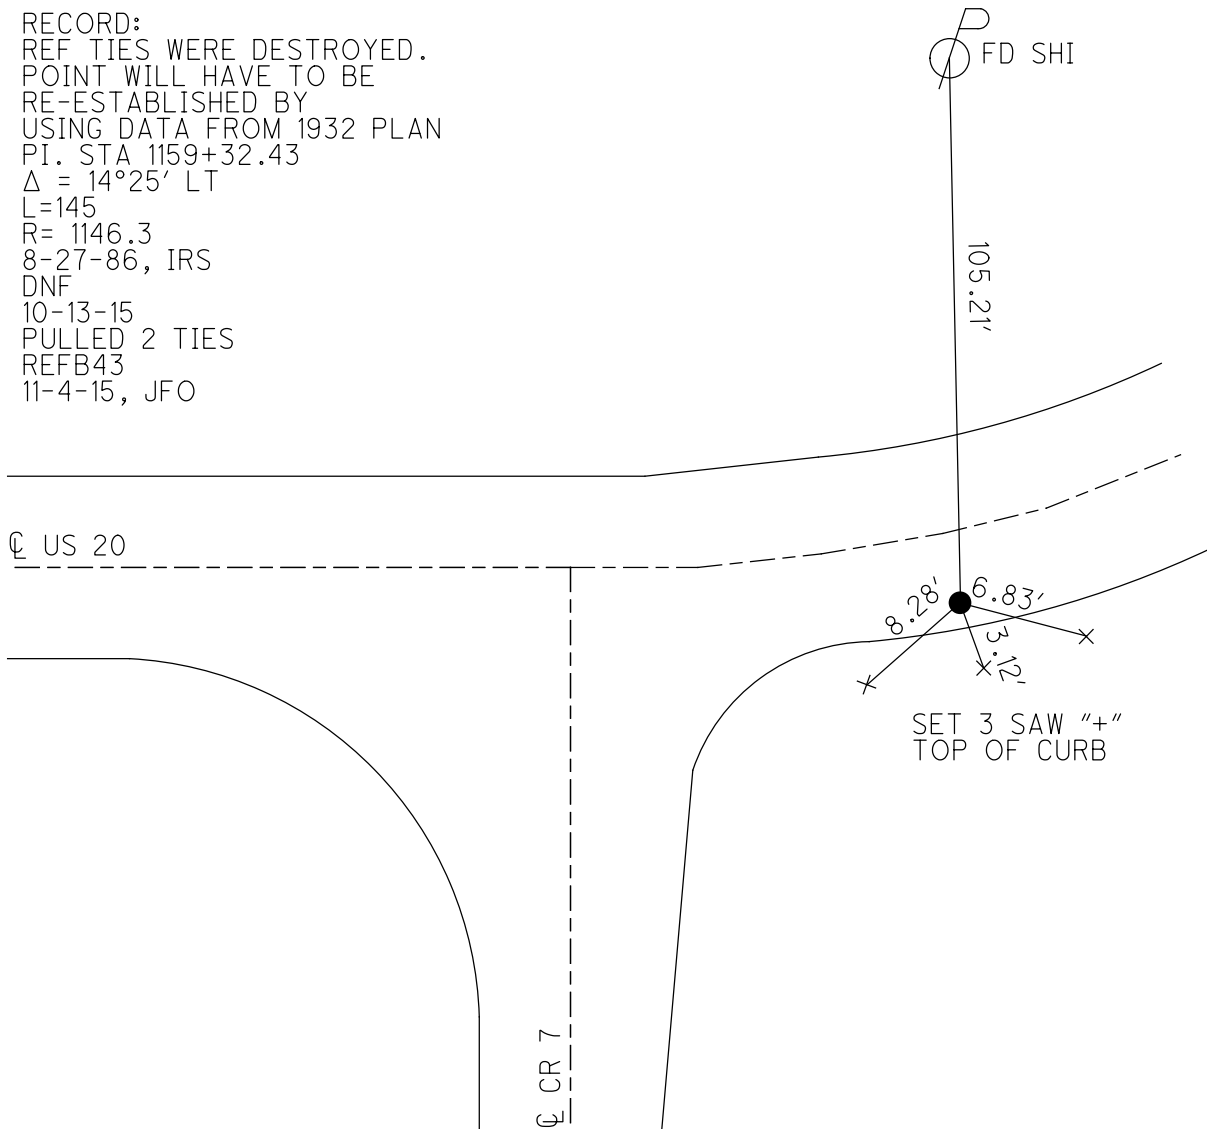 RECORD:
REF TIES WERE DESTROYED.
POINT WILL HAVE TO BE
RE-ESTABLISHED BY
USING DATA FROM 1932 PLAN
PI. STA 1159+32.43
Δ = 14°25' LT
L=145
R= 1146.3
8-27-86, IRS
DNF
10-13-15
PULLED 2 TIES
REFB43
11-4-15, JFO
FD SHI
105.21'
℄ US 20
8.28'
6.83'
3.12'
SET 3 SAW "+"
TOP OF CURB
℄ CR 7